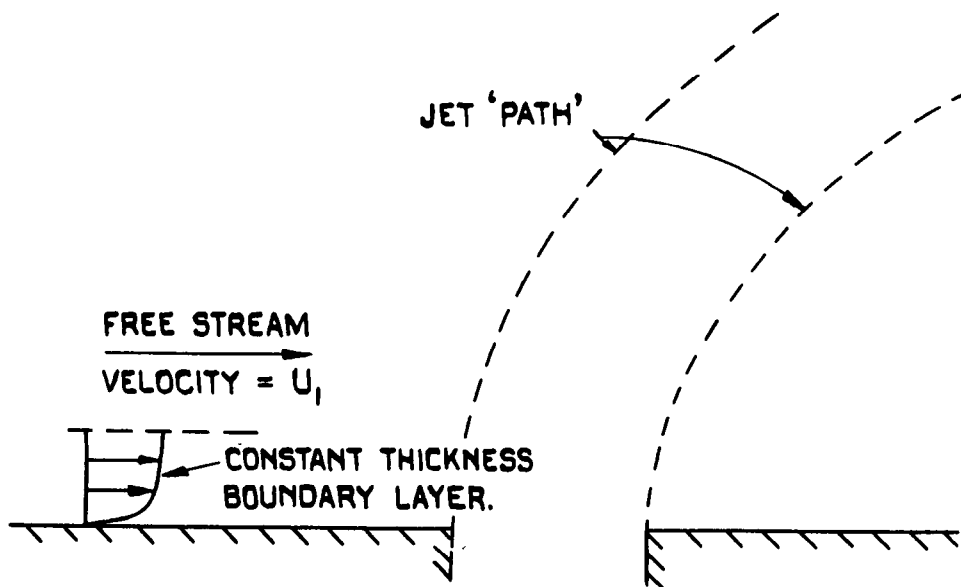 JET 'PATH'
FREE STREAM
VELOCITY = U₁
CONSTANT THICKNESS
BOUNDARY LAYER.